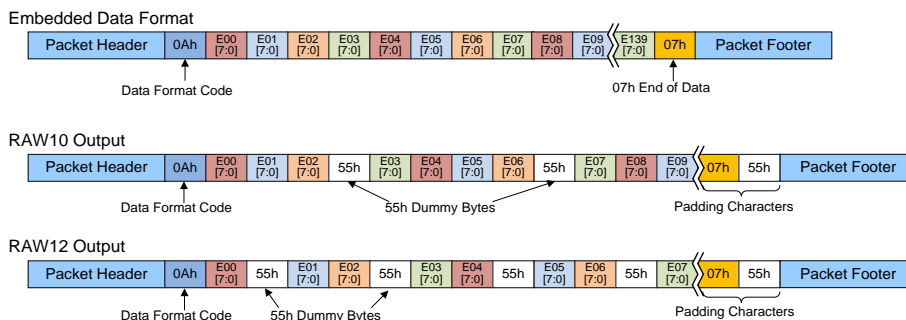 Embedded Data Format
Packet Header 0Ah E00 [7:0] E01 [7:0] E02 [7:0] E03 [7:0] E04 [7:0] E05 [7:0] E06 [7:0] E07 [7:0] E08 [7:0] E09 [7:0] E139 [7:0] 07h Packet Footer
Data Format Code 07h End of Data
RAW10 Output
Packet Header 0Ah E00 [7:0] E01 [7:0] E02 [7:0] 55h E03 [7:0] E04 [7:0] E05 [7:0] E06 [7:0] 55h E07 [7:0] E08 [7:0] E09 [7:0] 07h 55h Packet Footer
Data Format Code 55h Dummy Bytes Padding Characters
RAW12 Output
Packet Header 0Ah E00 [7:0] 55h E01 [7:0] E02 [7:0] 55h E03 [7:0] E04 [7:0] 55h E05 [7:0] E06 [7:0] 55h E07 [7:0] 07h 55h Packet Footer
Data Format Code 55h Dummy Bytes Padding Characters